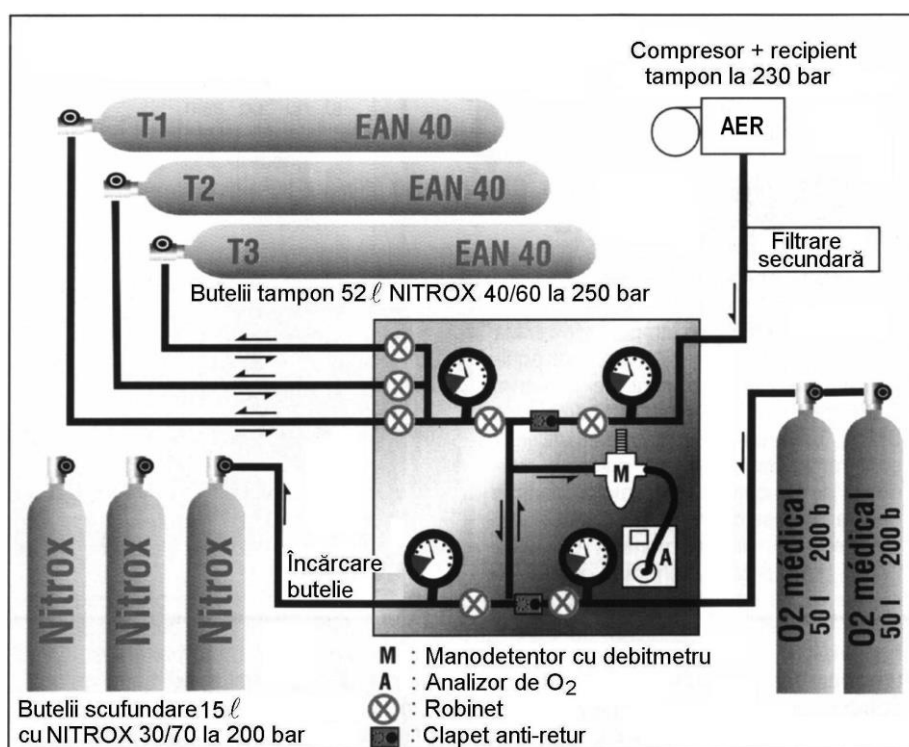 Compresor + recipient
tampon la 230 bar
AER
T1 EAN 40
T2 EAN 40
T3 EAN 40
Filtrare
secundară
Butelii tampon 52 ℓ NITROX 40/60 la 250 bar
M
A
Încărcare
butelie
Nitrox
Nitrox
Nitrox
O2 médical
50 l 200 b
O2 médical
50 l 200 b
M : Manodetentor cu debitmetru
A : Analizor de O₂
: Robinet
: Clapet anti-retur
Butelii scufundare 15 ℓ
cu NITROX 30/70 la 200 bar